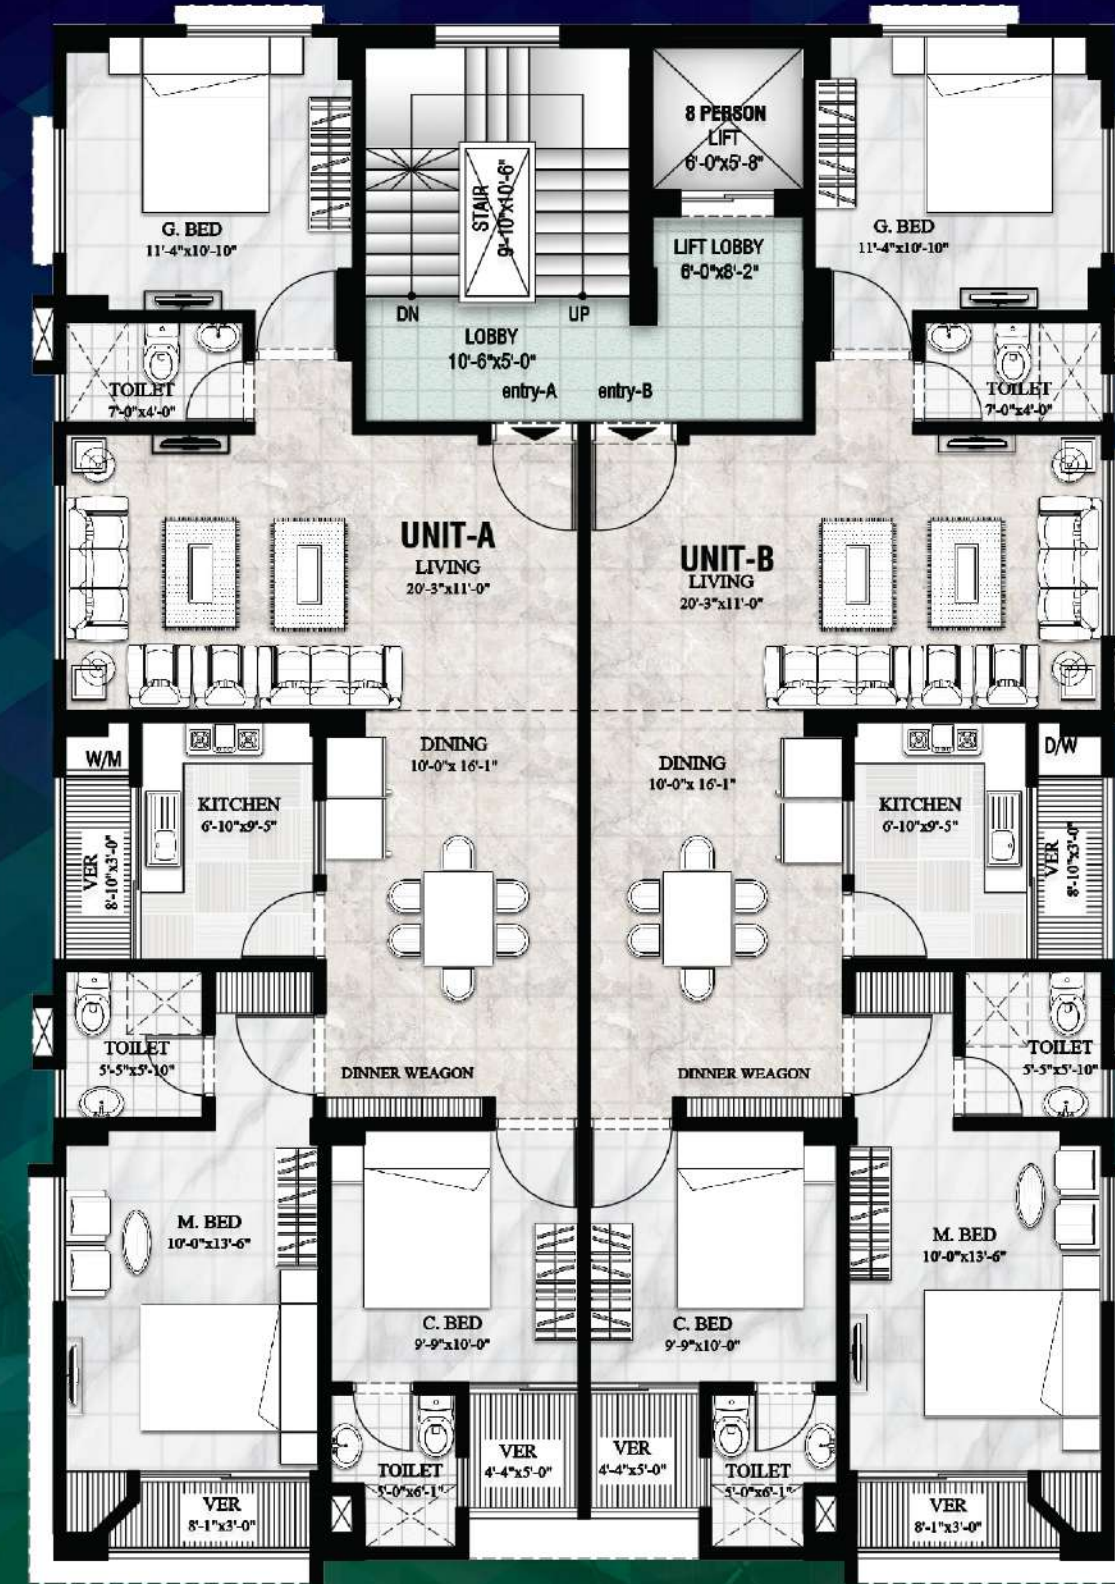 8 PERSON
LIFT
6'-0"x5'-8"
STAIR
9'-10"x10'-6"
G. BED
11'-4"x10'-10"
G. BED
11'-4"x10'-10"
LIFT LOBBY
6'-0"x8'-2"
DN
UP
LOBBY
10'-6"x5'-0"
entry-A
entry-B
TOILET
7'-0"x4'-0"
TOILET
7'-0"x4'-0"
UNIT-A
LIVING
20'-3"x11'-0"
UNIT-B
LIVING
20'-3"x11'-0"
W/M
DINING
10'-0"x 16'-1"
DINING
10'-0"x 16'-1"
D/W
KITCHEN
6'-10"x9'-5"
KITCHEN
6'-10"x9'-5"
VER
8'-10"x3'-0"
VER
8'-10"x3'-0"
TOILET
5'-5"x5'-10"
TOILET
5'-5"x5'-10"
DINNER WEAGON
DINNER WEAGON
M. BED
10'-0"x13'-6"
M. BED
10'-0"x13'-6"
C. BED
9'-9"x10'-0"
C. BED
9'-9"x10'-0"
VER
4'-4"x5'-0"
VER
4'-4"x5'-0"
TOILET
5'-0"x6'-1"
TOILET
5'-0"x6'-1"
VER
8'-1"x3'-0"
VER
8'-1"x3'-0"